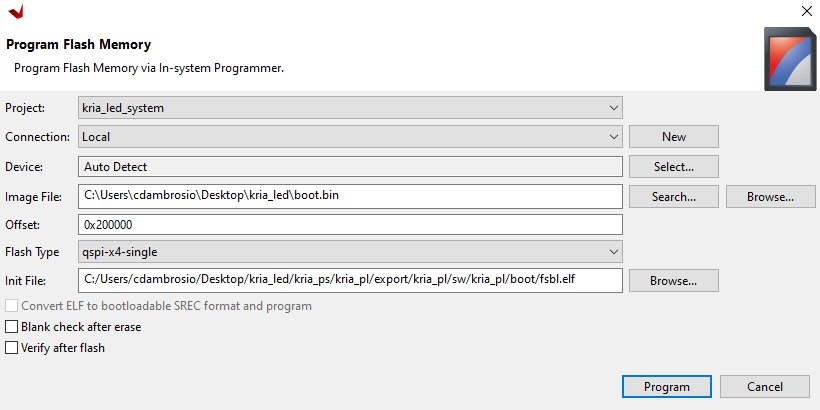 Program Flash Memory
Program Flash Memory via In-system Programmer.
Project: kria_led_system
Connection: Local New
Device: Auto Detect Select...
Image File: C:\Users\cdambrosio\Desktop\kria_led\boot.bin Search... Browse...
Offset: 0x200000
Flash Type qspi-x4-single
Init File: C:/Users/cdambrosio/Desktop/kria_led/kria_ps/kria_pl/export/kria_pl/sw/kria_pl/boot/fsbl.elf Browse...
Convert ELF to bootloadable SREC format and program
Blank check after erase
Verify after flash
Program Cancel